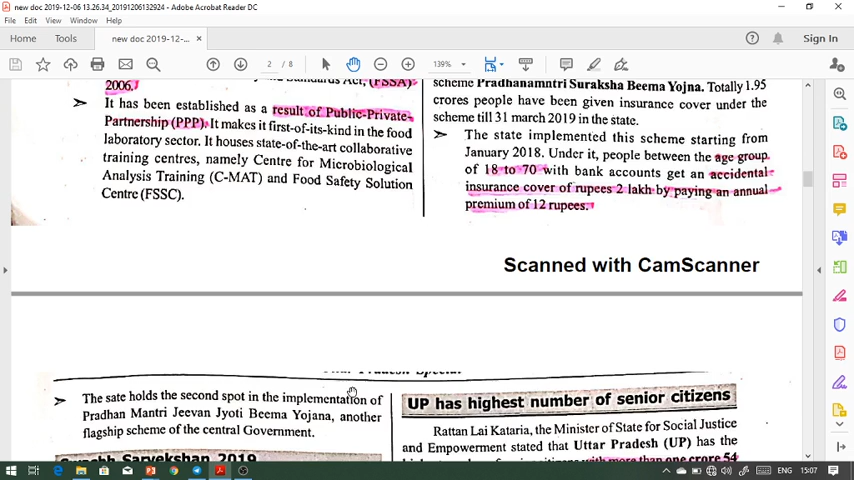 new doc 2019-12-06 13.26.34_20191206132924 - Adobe Acrobat Reader DC
File Edit View Window Help
Home Tools new doc 2019-12-... × Sign In
2 / 8 139%
2006.
It has been established as a result of Public-Private-
Partnership (PPP). It makes it first-of-its-kind in the food
laboratory sector. It houses state-of-the-art collaborative
training centres, namely Centre for Microbiological
Analysis Training (C-MAT) and Food Safety Solution
Centre (FSSC).
scheme Pradhanamntri Suraksha Beema Yojna. Totally 1.95
crores people have been given insurance cover under the
scheme till 31 march 2019 in the state.
The state implemented this scheme starting from
January 2018. Under it, people between the age group
of 18 to 70 with bank accounts get an accidental
insurance cover of rupees 2 lakh by paying an annual
premium of 12 rupees.
Scanned with CamScanner
The sate holds the second spot in the implementation of
Pradhan Mantri Jeevan Jyoti Beema Yojana, another
flagship scheme of the central Government.
Swachh Sarvekshan 2019
UP has highest number of senior citizens
Rattan Lai Kataria, the Minister of State for Social Justice
and Empowerment stated that Uttar Pradesh (UP) has the
with more than one crore 54
ENG 15:07